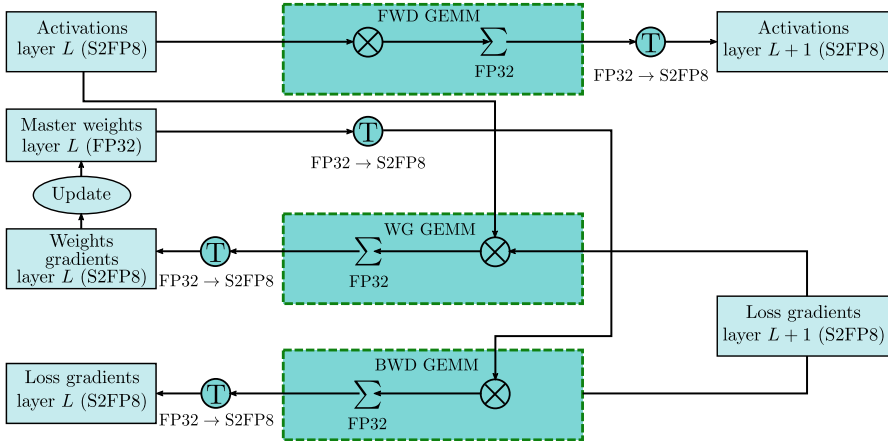 Activations
layer L (S2FP8)
FWD GEMM
FP32
T
FP32 → S2FP8
Activations
layer L + 1 (S2FP8)
Master weights
layer L (FP32)
T
FP32 → S2FP8
Update
Weights
gradients
layer L (S2FP8)
T
FP32 → S2FP8
WG GEMM
∑
FP32
Loss gradients
layer L + 1 (S2FP8)
Loss gradients
layer L (S2FP8)
T
FP32 → S2FP8
BWD GEMM
∑
FP32